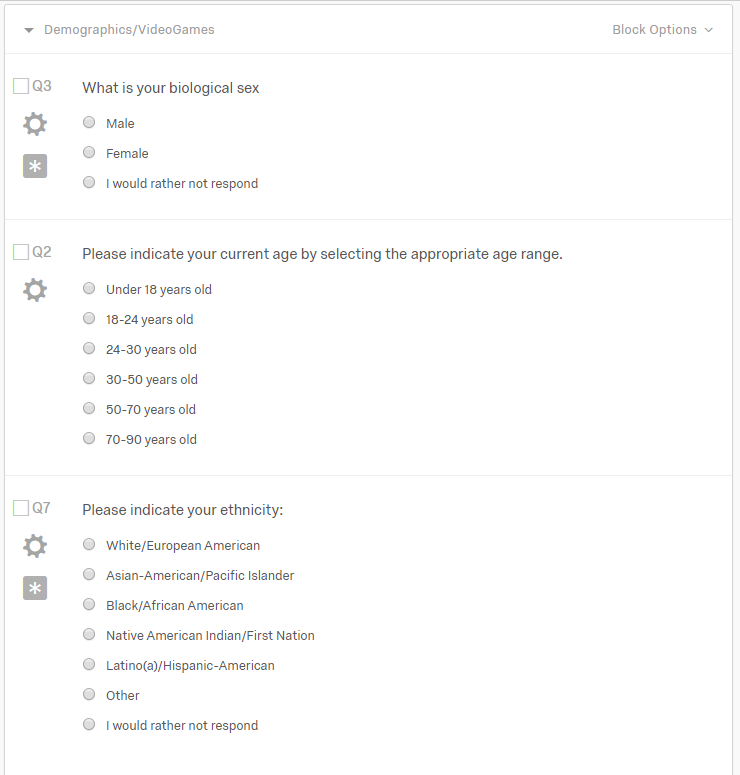 Demographics/VideoGames Block Options
Q3 What is your biological sex
Male
Female
* I would rather not respond
Q2 Please indicate your current age by selecting the appropriate age range.
Under 18 years old
18-24 years old
24-30 years old
30-50 years old
50-70 years old
70-90 years old
Q7 Please indicate your ethnicity:
White/European American
Asian-American/Pacific Islander
* Black/African American
Native American Indian/First Nation
Latino(a)/Hispanic-American
Other
I would rather not respond